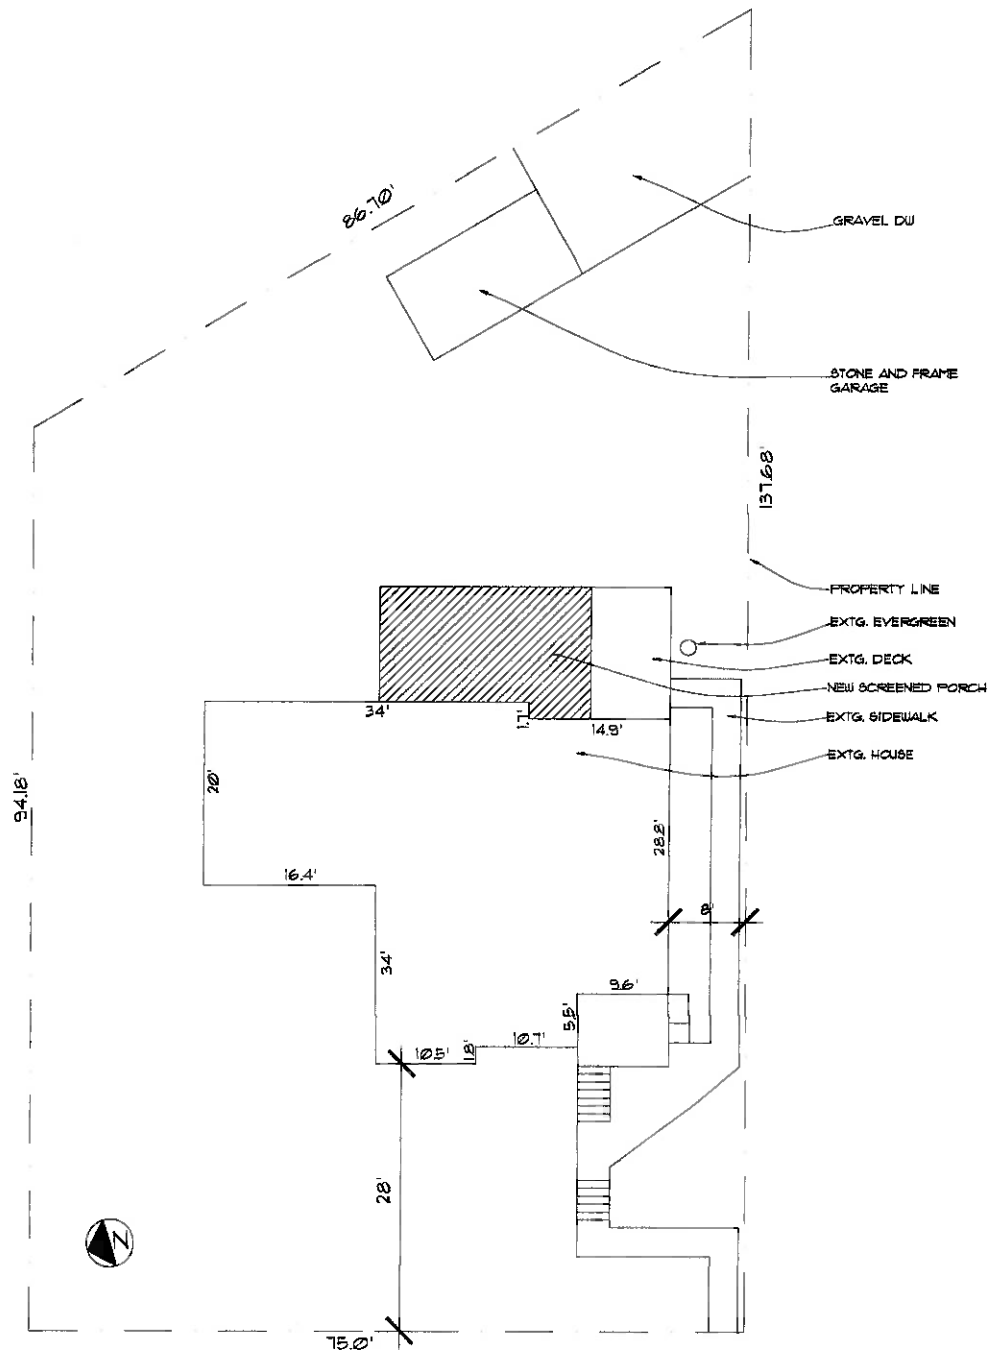 86.70'
GRAVEL DW
STONE AND FRAME
GARAGE
137.68'
PROPERTY LINE
EXTG. EVERGREEN
EXTG. DECK
NEW SCREENED PORCH
EXTG. SIDEWALK
EXTG. HOUSE
34'
1.7'
14.9'
20'
94.18'
28.8'
16.4'
8'
34'
9.6'
5.5'
10.7'
1.8'
10.5'
28'
N
75.0'